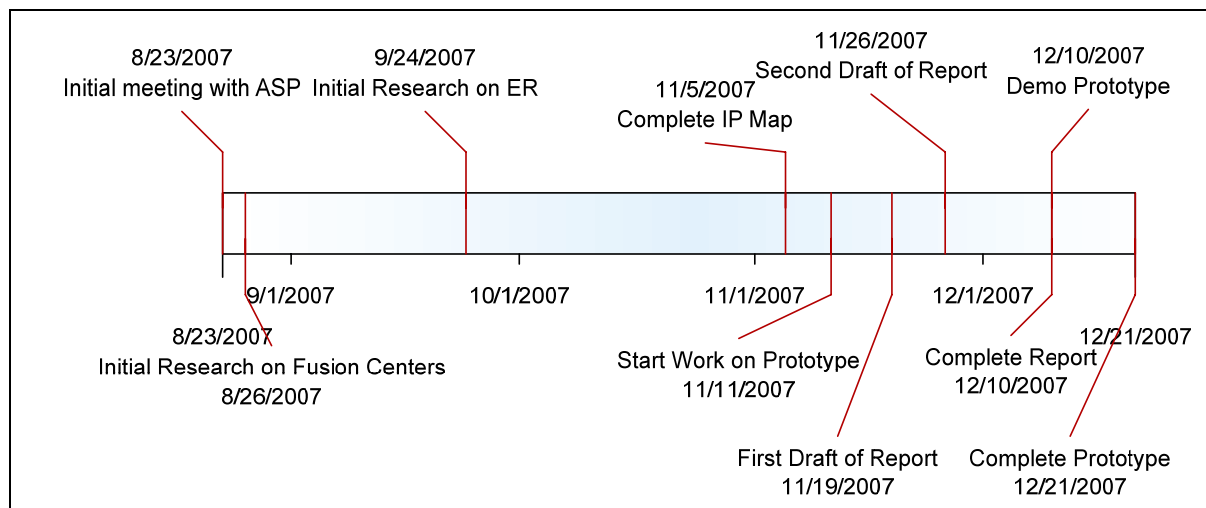 8/23/2007
Initial meeting with ASP
9/24/2007
Initial Research on ER
11/5/2007
Complete IP Map
11/26/2007
Second Draft of Report
12/10/2007
Demo Prototype
9/1/2007
10/1/2007
11/1/2007
12/1/2007
8/23/2007
12/21/2007
Initial Research on Fusion Centers
8/26/2007
Start Work on Prototype
11/11/2007
Complete Report
12/10/2007
First Draft of Report
11/19/2007
Complete Prototype
12/21/2007